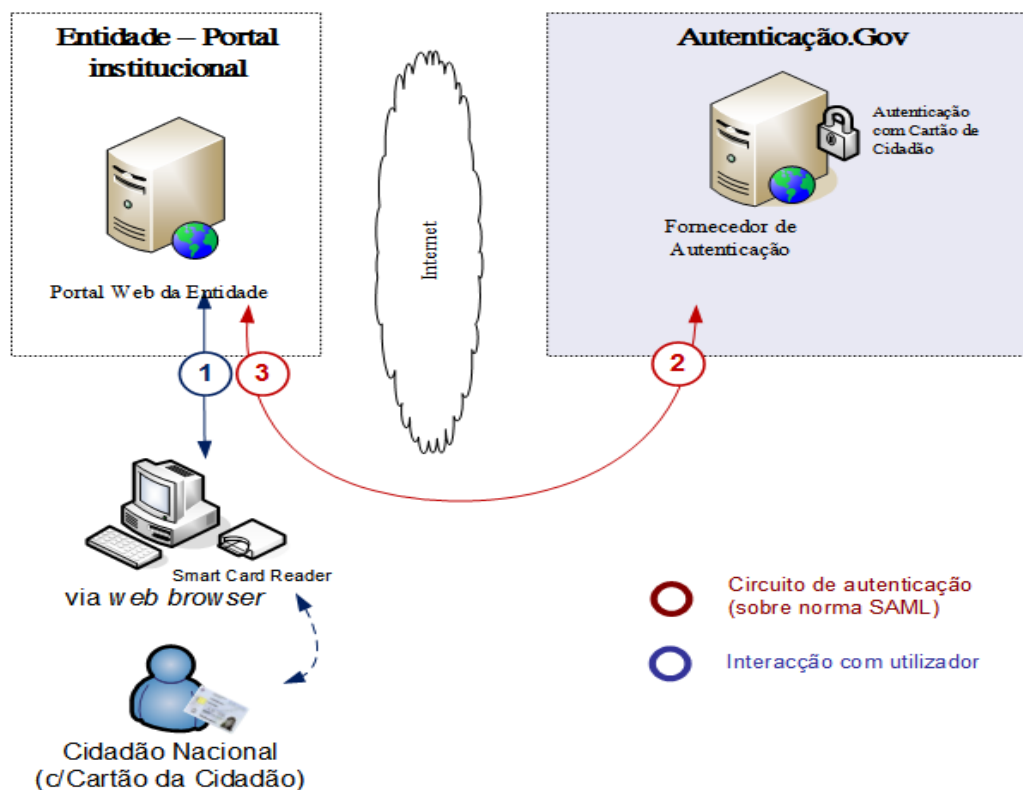 Entidade – Portal
institucional
Portal Web da Entidade
Internet
Autenticação.Gov
Autenticação
com Cartão de
Cidadão
Fornecedor de
Autenticação
1
3
2
Smart Card Reader
via web browser
Cidadão Nacional
(c/Cartão da Cidadão)
Circuito de autenticação
(sobre norma SAML)
Interacção com utilizador